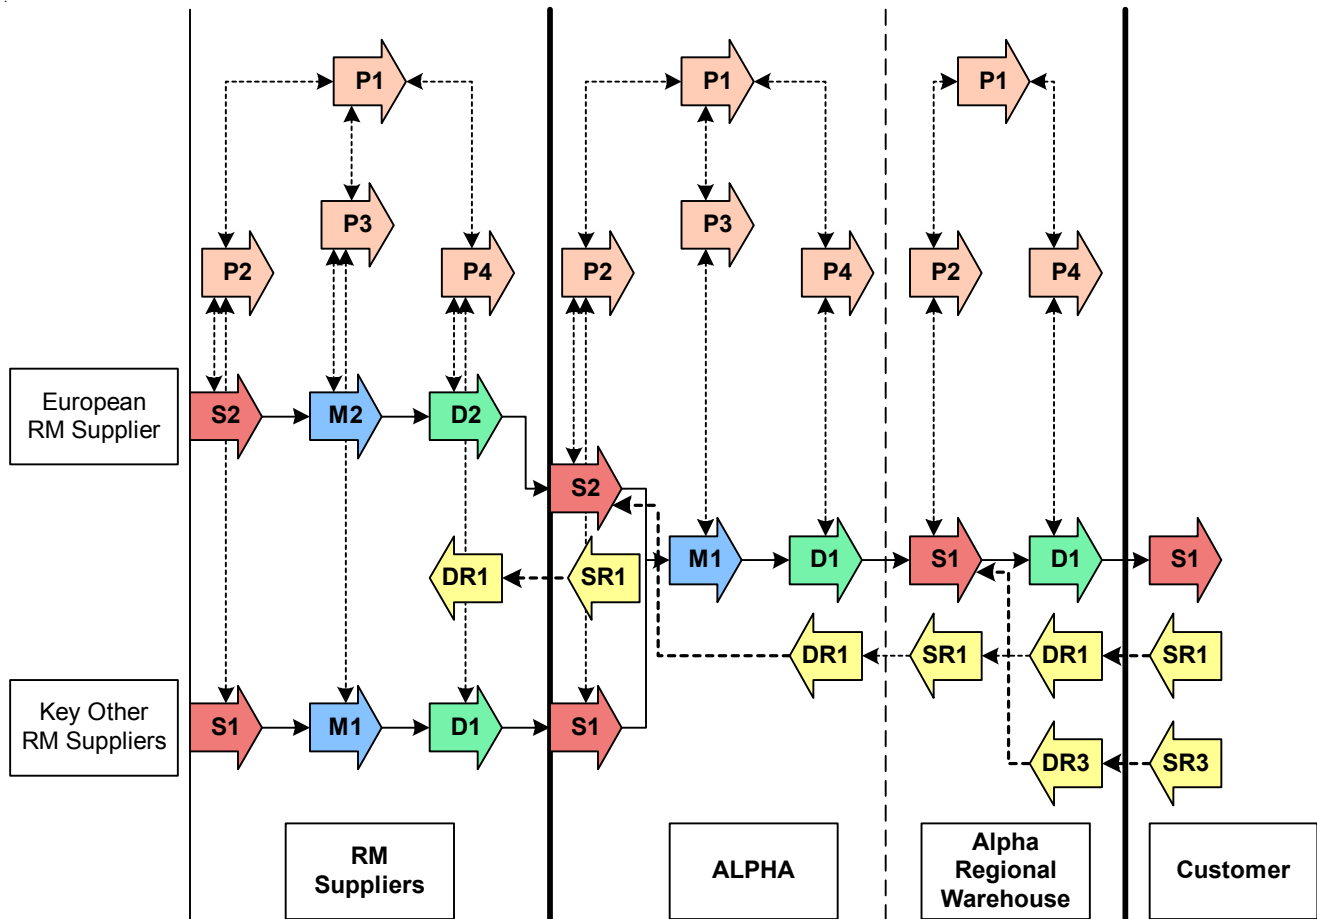 P1
P1
P1
P3
P3
P2
P4
P2
P4
P2
P4
European
RM Supplier
S2
M2
D2
S2
DR1
SR1
M1
D1
S1
D1
S1
DR1
SR1
DR1
SR1
Key Other
RM Suppliers
S1
M1
D1
S1
DR3
SR3
RM
Suppliers
ALPHA
Alpha
Regional
Warehouse
Customer